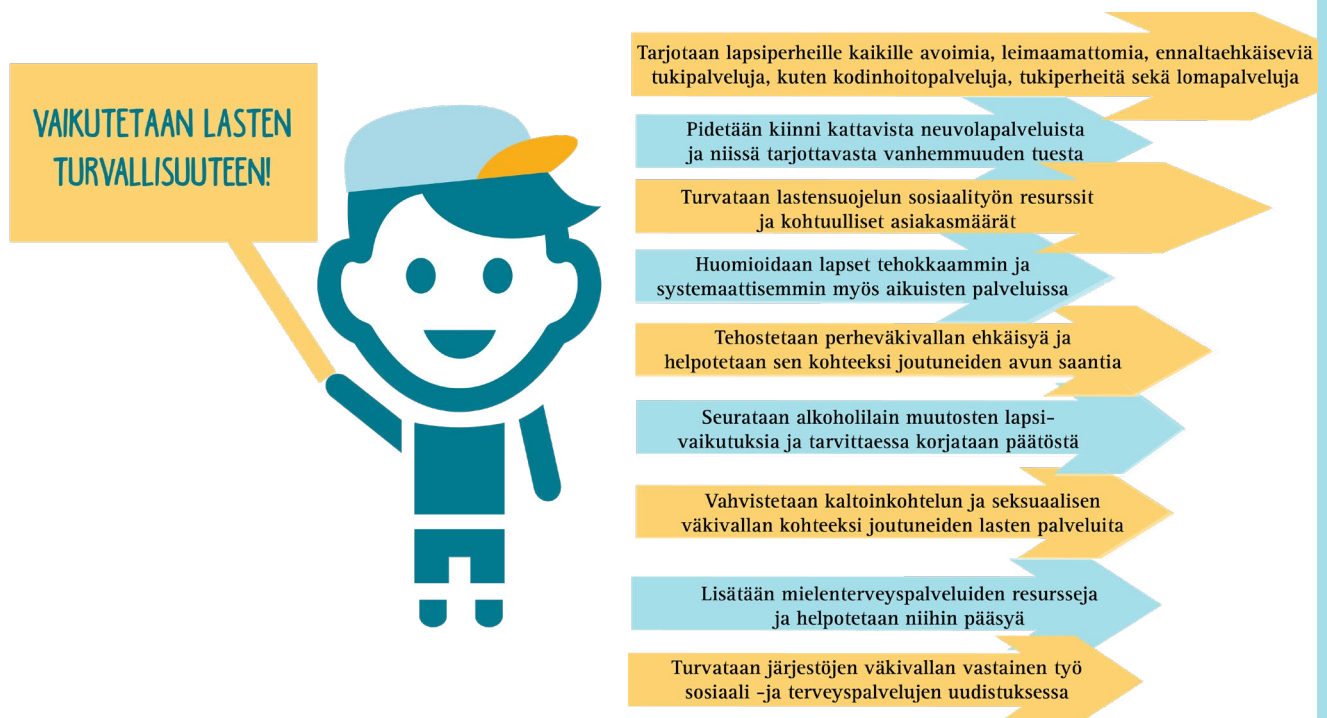 VAIKUTETAAN LASTEN
TURVALLISUUTEEN!
Tarjotaan lapsiperheille kaikille avoimia, leimaamattomia, ennaltaehkäiseviä
tukipalveluja, kuten kodinhoitopalveluja, tukiperheitä sekä lomapalveluja
Pidetään kiinni kattavista neuvolapalveluista
ja niissä tarjottavasta vanhemmuuden tuesta
Turvataan lastensuojelun sosiaalityön resurssit
ja kohtuulliset asiakasmäärät
Huomioidaan lapset tehokkaammin ja
systemaattisemmin myös aikuisten palveluissa
Tehostetaan perheväkivallan ehkäisyä ja
helpotetaan sen kohteeksi joutuneiden avun saantia
Seurataan alkoholilain muutosten lapsi-
vaikutuksia ja tarvittaessa korjataan päätöstä
Vahvistetaan kaltoinkohtelun ja seksuaalisen
väkivallan kohteeksi joutuneiden lasten palveluita
Lisätään mielenterveyspalveluiden resursseja
ja helpotetaan niihin pääsyä
Turvataan järjestöjen väkivallan vastainen työ
sosiaali -ja terveyspalvelujen uudistuksessa